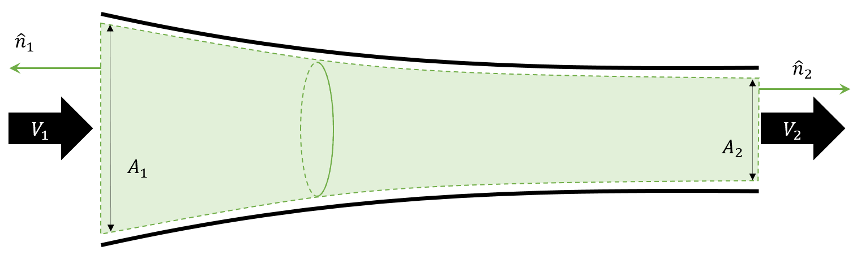 n̂₁
V₁
A₁
A₂
n̂₂
V₂